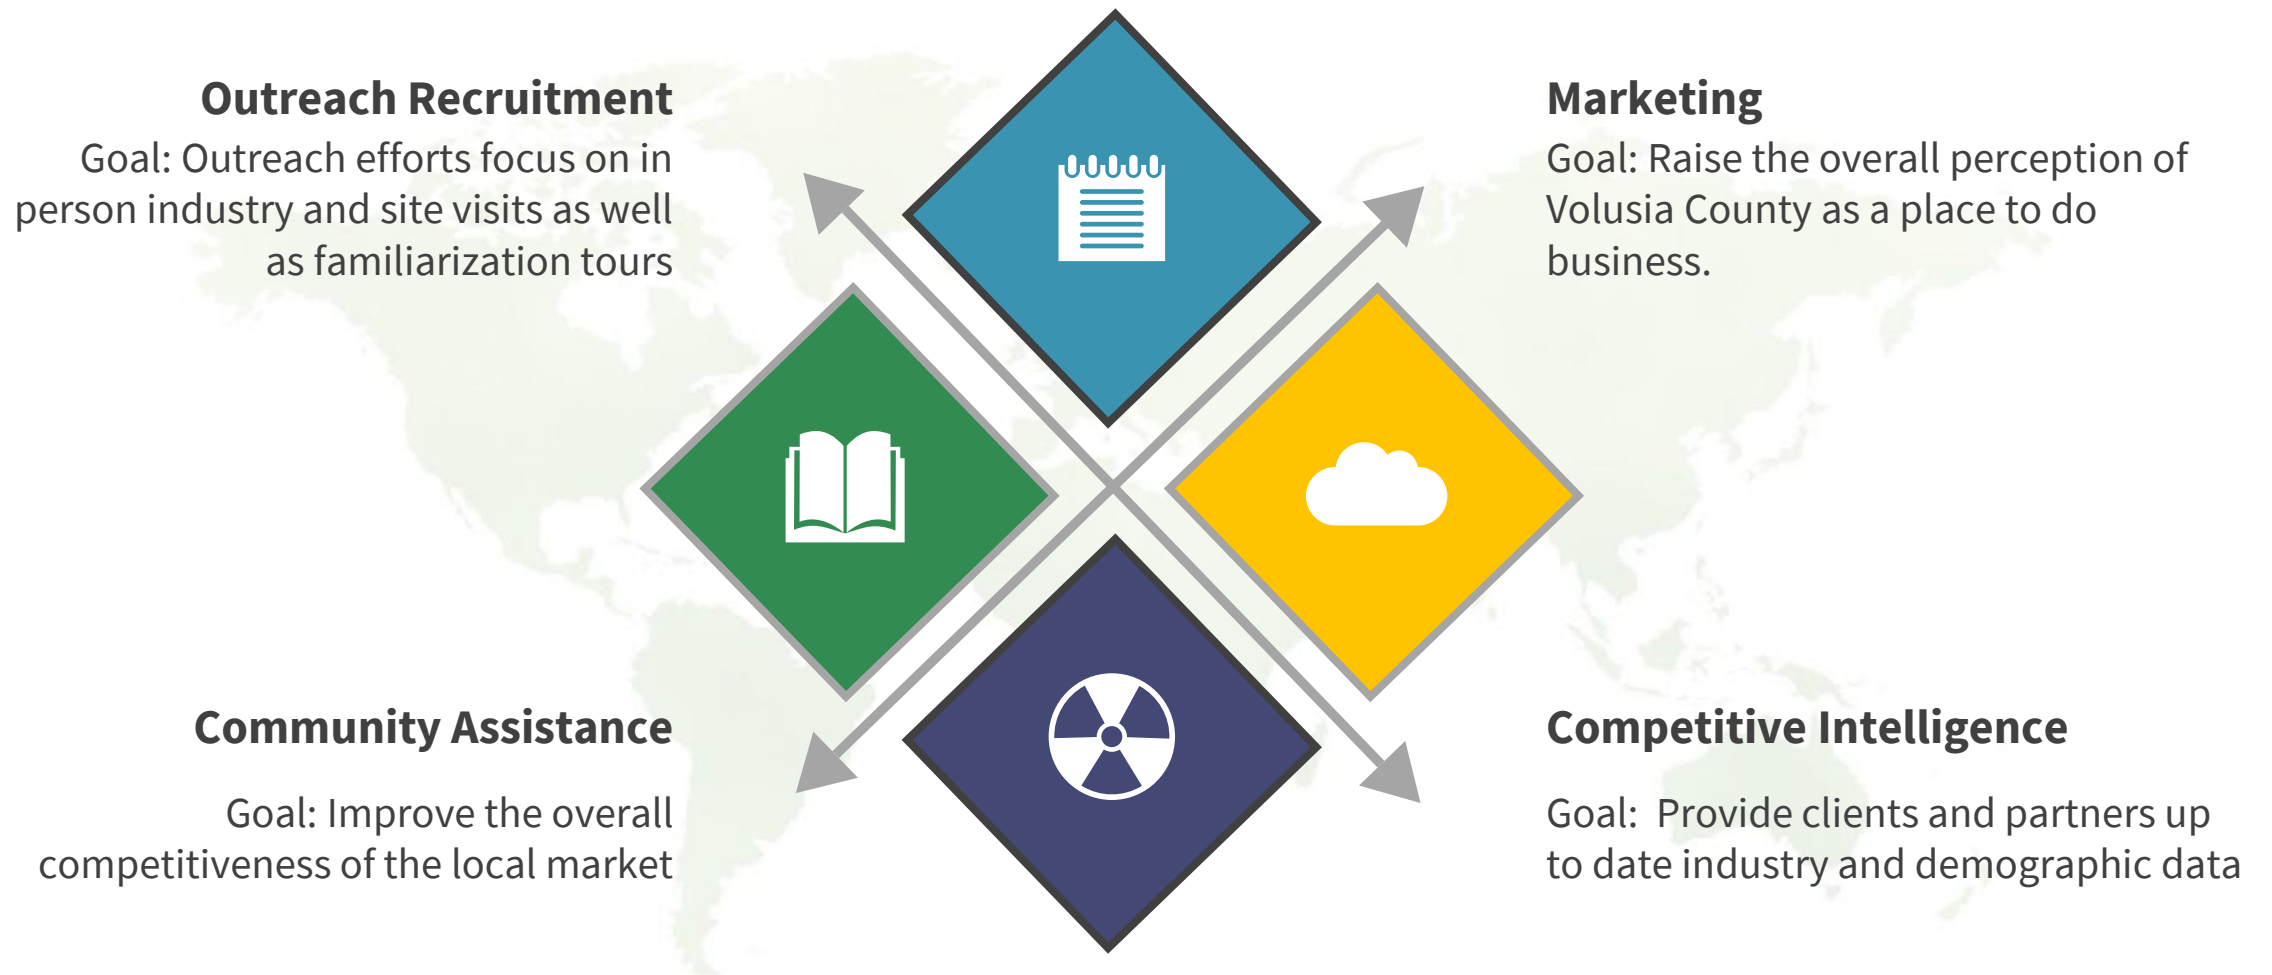 Outreach Recruitment
Goal: Outreach efforts focus on in
person industry and site visits as well
as familiarization tours
Marketing
Goal: Raise the overall perception of
Volusia County as a place to do
business.
Community Assistance
Goal: Improve the overall
competitiveness of the local market
Competitive Intelligence
Goal:  Provide clients and partners up
to date industry and demographic data